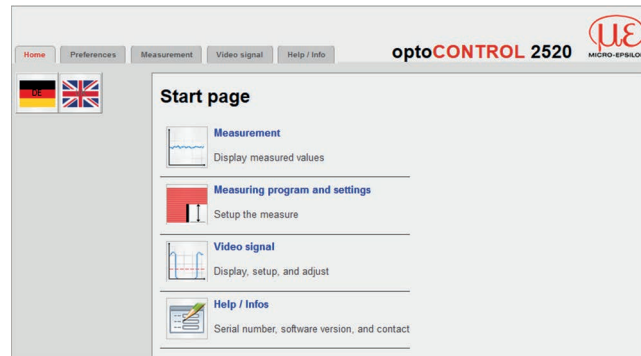 Home
Preferences
Measurement
Video signal
Help / Info
optoCONTROL 2520
με
MICRO-EPSILON
DE
Start page
Measurement
Display measured values
Measuring program and settings
Setup the measure
Video signal
Display, setup, and adjust
Help / Infos
Serial number, software version, and contact